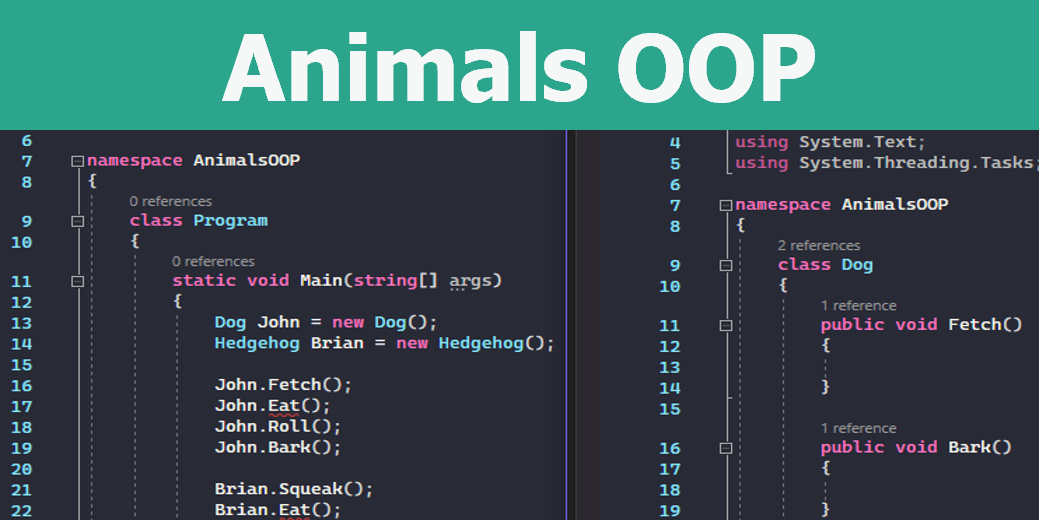 Animals OOP
6
7 namespace AnimalsOOP
8 {
0 references
9 class Program
10 {
0 references
11 static void Main(string[] args)
12 {
13 Dog John = new Dog();
14 Hedgehog Brian = new Hedgehog();
15
16 John.Fetch();
17 John.Eat();
18 John.Roll();
19 John.Bark();
20
21 Brian.Squeak();
22 Brian.Eat();
4 using System.Text;
5 using System.Threading.Tasks;
6
7 namespace AnimalsOOP
8 {
2 references
9 class Dog
10 {
1 reference
11 public void Fetch()
12 {
13
14 }
15
1 reference
16 public void Bark()
17 {
18
19 }